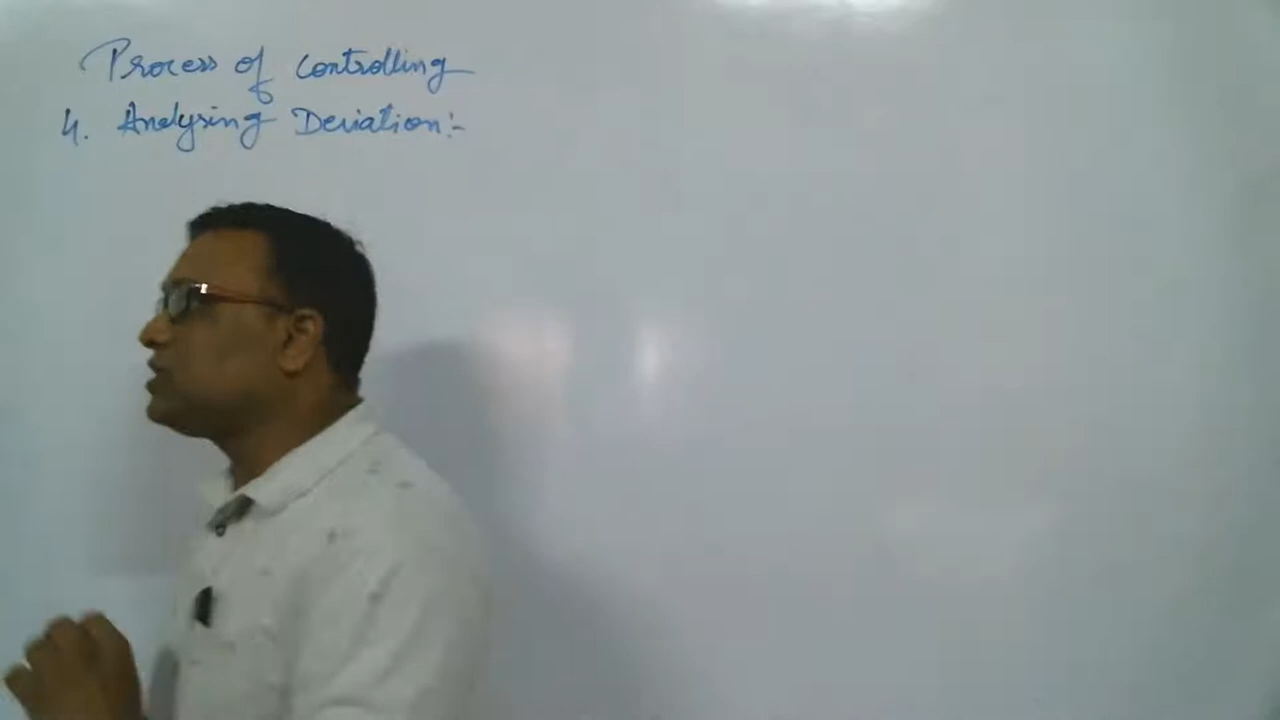 Process of Controlling
4. Analysing Deviation:-